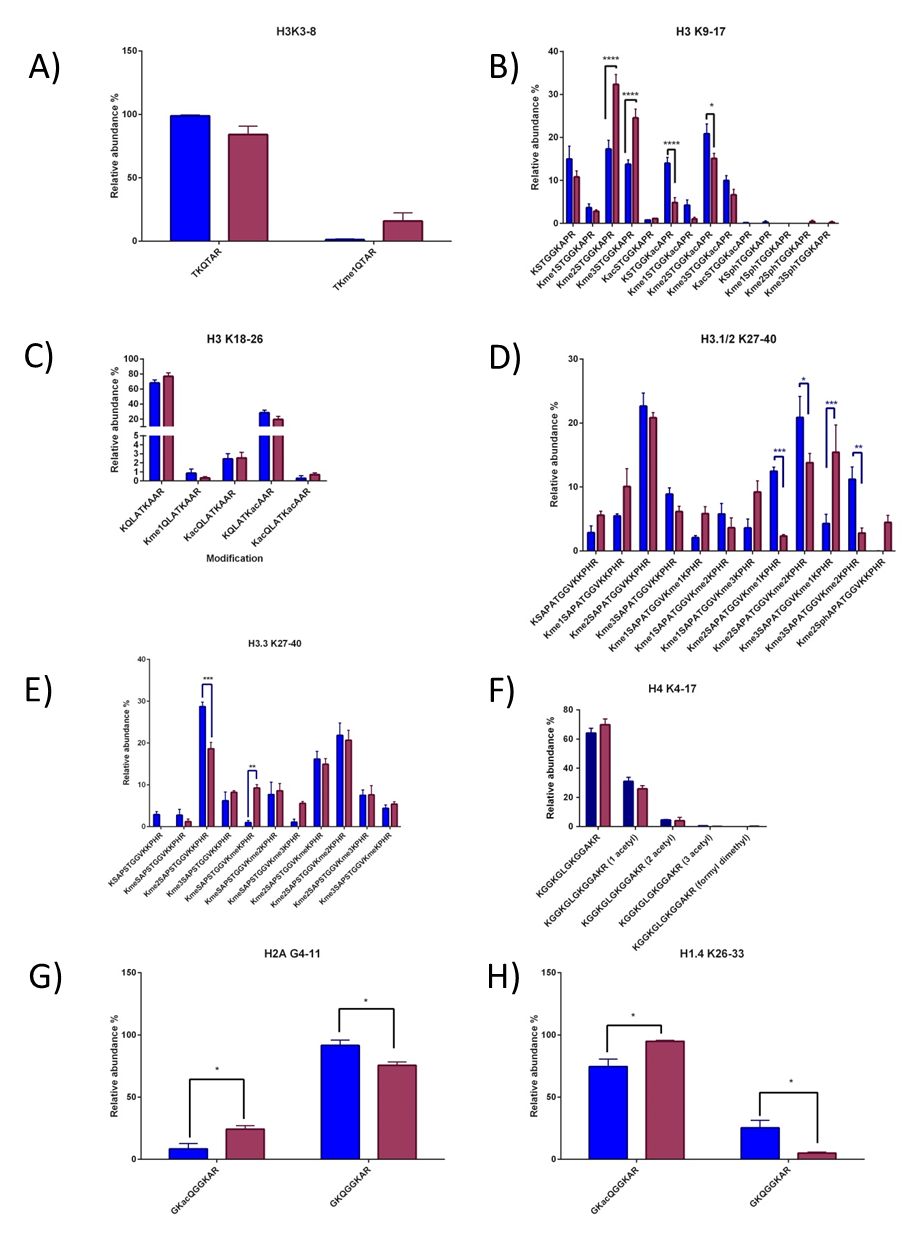 A)
H3K3-8
Relative abundance %
150
100
50
0
TKQTAR
TKme1QTAR
B)
H3 K9-17
Relative abundance %
40
30
20
10
0
****
****
****
*
KSTGGKAPR
Kme1STGGKAPR
Kme2STGGKAPR
Kme3STGGKAPR
KacSTGGKAPR
KSTGGKacAPR
Kme1STGGKacAPR
Kme2STGGKacAPR
Kme3STGGKacAPR
KacSTGGKacAPR
KSphTGGKAPR
Kme1SphTGGKAPR
Kme2SphTGGKAPR
Kme3SphTGGKAPR
C)
H3 K18-26
Relative abundance %
100
80
60
40
20
5
4
3
2
1
0
KQLATKAAR
Kme1QLATKAAR
KacQLATKAAR
KQLATKacAAR
KacQLATKacAAR
Modification
D)
H3.1/2 K27-40
Relative abundance %
30
20
10
0
***
*
***
**
KSAPATGGVKKPHR
Kme1SAPATGGVKKPHR
Kme2SAPATGGVKKPHR
Kme3SAPATGGVKKPHR
Kme1SAPATGGVKme1KPHR
Kme1SAPATGGVKme2KPHR
Kme1SAPATGGVKme3KPHR
Kme2SAPATGGVKme1KPHR
Kme2SAPATGGVKme2KPHR
Kme3SAPATGGVKme1KPHR
Kme3SAPATGGVKme2KPHR
Kme2SphAPATGGVKKPHR
E)
H3.3 K27-40
Relative abundance %
40
30
20
10
0
***
**
KSAPSTGGVKKPHR
KmeSAPSTGGVKKPHR
Kme2SAPSTGGVKKPHR
Kme3SAPSTGGVKKPHR
KmeSAPSTGGVKmeKPHR
KmeSAPSTGGVKme2KPHR
KmeSAPSTGGVKme3KPHR
Kme2SAPSTGGVKmeKPHR
Kme2SAPSTGGVKme2KPHR
Kme2SAPSTGGVKme3KPHR
Kme3SAPSTGGVKmeKPHR
F)
H4 K4-17
Relative abundance %
80
60
40
20
0
KGGKGLGKGGAKR
KGGKGLGKGGAKR (1 acetyl)
KGGKGLGKGGAKR (2 acetyl)
KGGKGLGKGGAKR (3 acetyl)
KGGKGLGKGGAKR (formyl dimethyl)
G)
H2A G4-11
Relative abundance %
150
100
50
0
*
*
GKacQGGKAR
GKQGGKAR
H)
H1.4 K26-33
Relative abundance %
150
100
50
0
*
*
GKacQGGKAR
GKQGGKAR